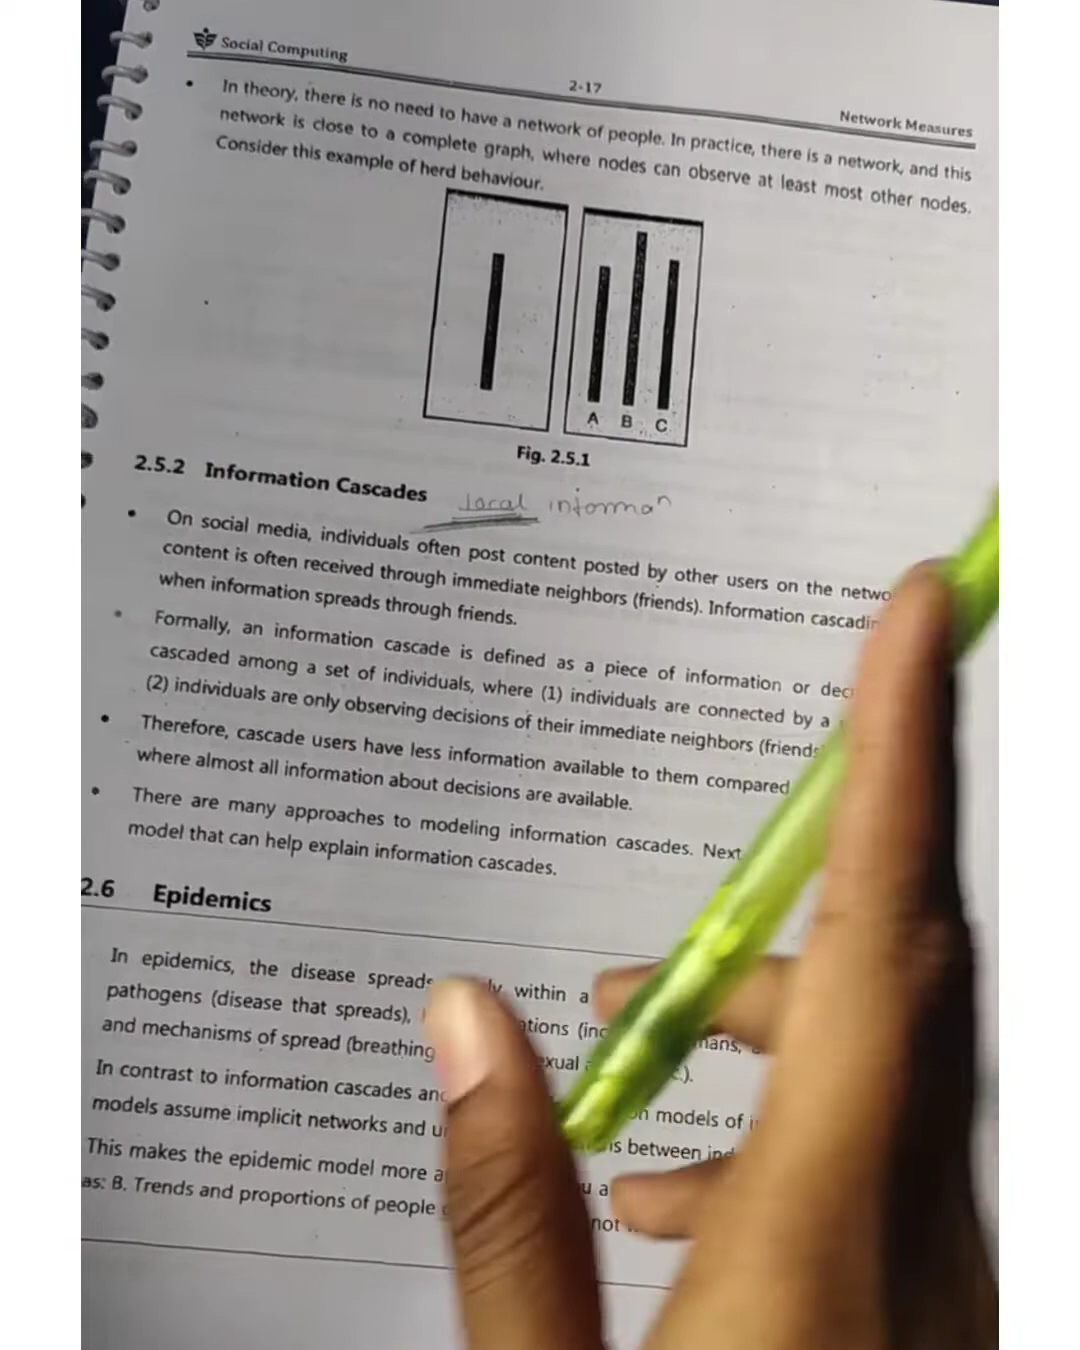 Social Computing
2-17
Network Measures
• In theory, there is no need to have a network of people. In practice, there is a network, and this
network is close to a complete graph, where nodes can observe at least most other nodes.
Consider this example of herd behaviour.
A B C
Fig. 2.5.1
2.5.2 Information Cascades
local informan
• On social media, individuals often post content posted by other users on the
content is often received through immediate neighbors (friends). Information
when information spreads through friends.
• Formally, an information cascade is defined as a piece of information or
cascaded among a set of individuals, where (1) individuals are connected by a
(2) individuals are only observing decisions of their immediate neighbors
• Therefore, cascade users have less information available to them compared
where almost all information about decisions are available.
• There are many approaches to modeling information cascades. Next
model that can help explain information cascades.
2.6 Epidemics
In epidemics, the disease spreads within a
pathogens (disease that spreads),
and mechanisms of spread (breathing
In contrast to information cascades models of
models assume implicit networks and between
This makes the epidemic model more a
as: B. Trends and proportions of people not